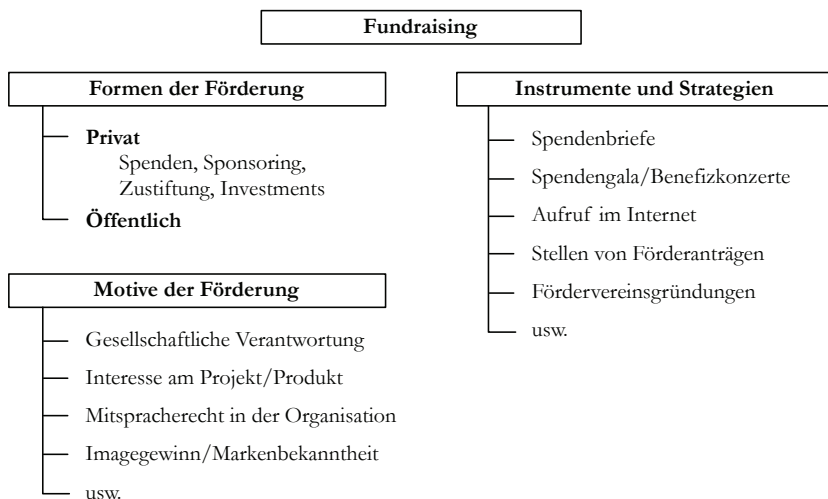 Fundraising
Formen der Förderung
Privat
Spenden, Sponsoring,
Zustiftung, Investments
Öffentlich
Motive der Förderung
Gesellschaftliche Verantwortung
Interesse am Projekt/Produkt
Mitspracherecht in der Organisation
Imagegewinn/Markenbekanntheit
usw.
Instrumente und Strategien
Spendenbriefe
Spendengala/Benefizkonzerte
Aufruf im Internet
Stellen von Förderanträgen
Fördervereinsgründungen
usw.